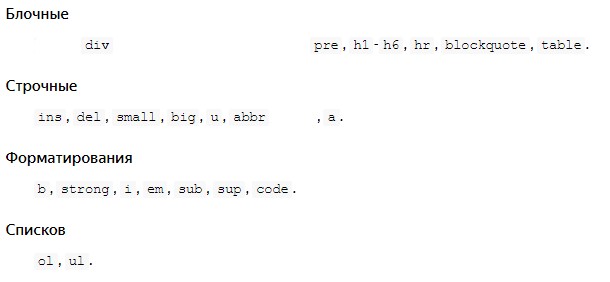 Блочные
div pre, h1-h6, hr, blockquote, table.
Строчные
ins, del, small, big, u, abbr , a.
Форматирования
b, strong, i, em, sub, sup, code.
Списков
ol, ul.